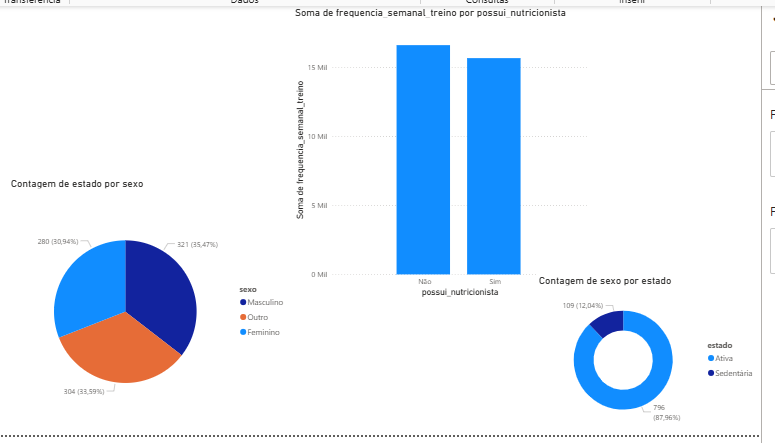 Transferência
Dados
Consultas
Inserir
Soma de frequencia_semanal_treino por possui_nutricionista
Soma de frequencia_semanal_treino
15 Mil
10 Mil
5 Mil
0 Mil
Não
Sim
possui_nutricionista
Contagem de estado por sexo
280 (30,94%)
321 (35,47%)
304 (33,59%)
sexo
Masculino
Outro
Feminino
Contagem de sexo por estado
109 (12,04%)
796
(87,96%)
estado
Ativa
Sedentária